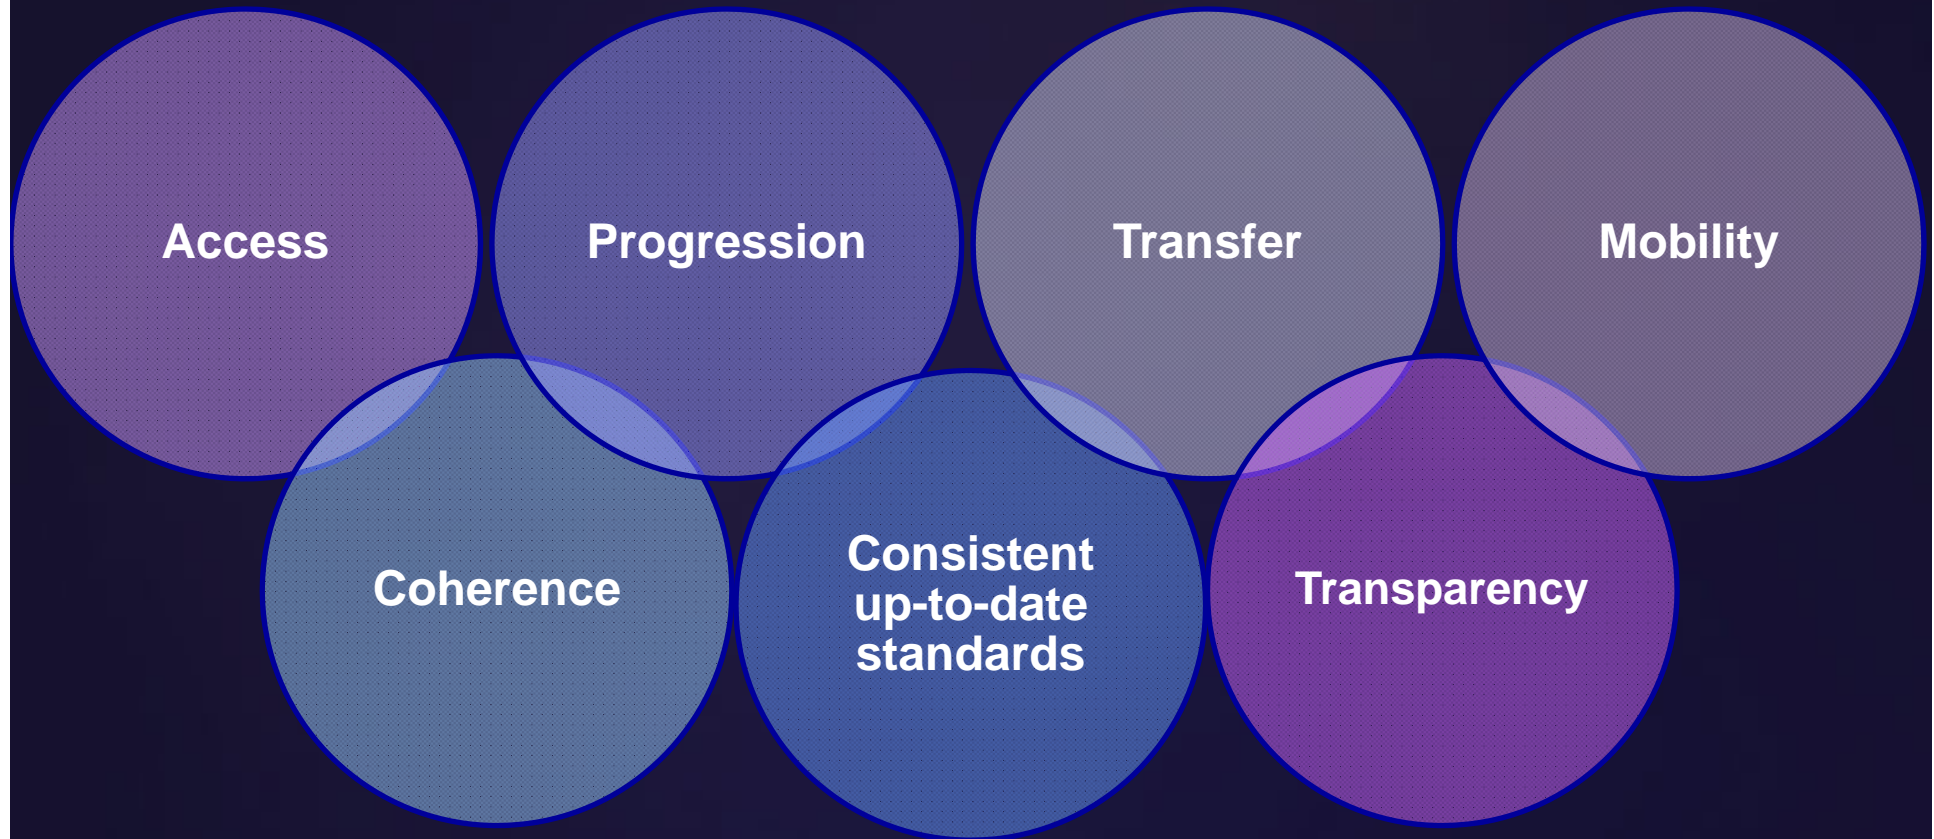 Access
Progression
Transfer
Mobility
Coherence
Consistent
up-to-date
standards
Transparency